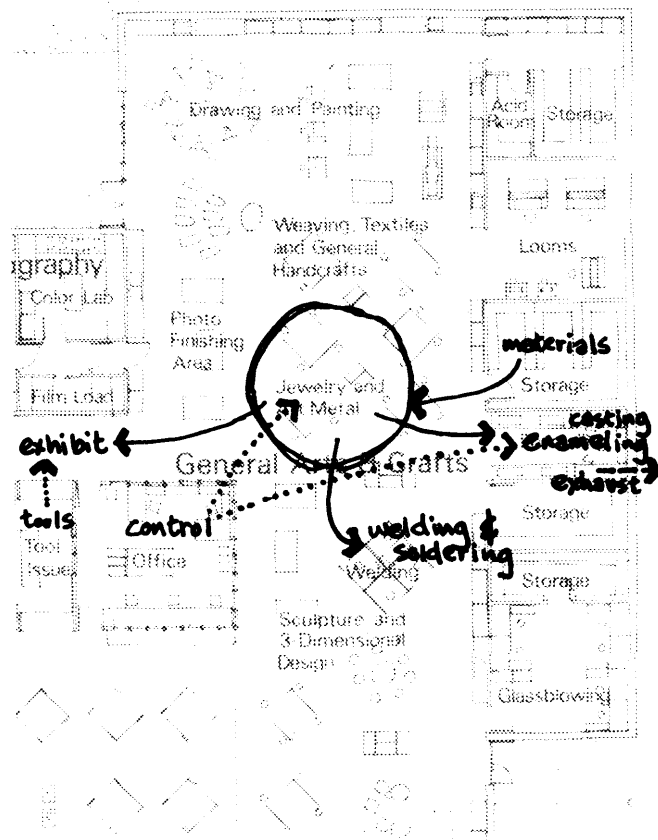 Drawing and Painting
Acid
Room
Storage
Weaving, Textiles
and General
Handcrafts
Looms
ography
Color Lab
Photo
Finishing
Area
materials
Film Load
Jewelry and
Metal
Storage
exhibit
casting
enameling
General Arts & Crafts
exhaust
tools
control
Storage
welding &
soldering
Tool
Issue
Office
Welding
Storage
Sculpture and
3-Dimensional
Design
Glassblowing